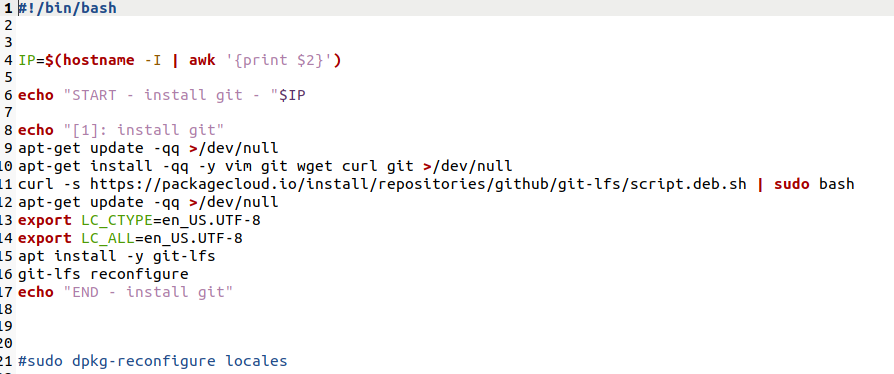 1 #!/bin/bash
2
3
4 IP=$(hostname -I | awk '{print $2}')
5
6 echo "START - install git - "$IP
7
8 echo "[1]: install git"
9 apt-get update -qq >/dev/null
10 apt-get install -qq -y vim git wget curl git >/dev/null
11 curl -s https://packagecloud.io/install/repositories/github/git-lfs/script.deb.sh | sudo bash
12 apt-get update -qq >/dev/null
13 export LC_CTYPE=en_US.UTF-8
14 export LC_ALL=en_US.UTF-8
15 apt install -y git-lfs
16 git-lfs reconfigure
17 echo "END - install git"
18
19
20
21 #sudo dpkg-reconfigure locales